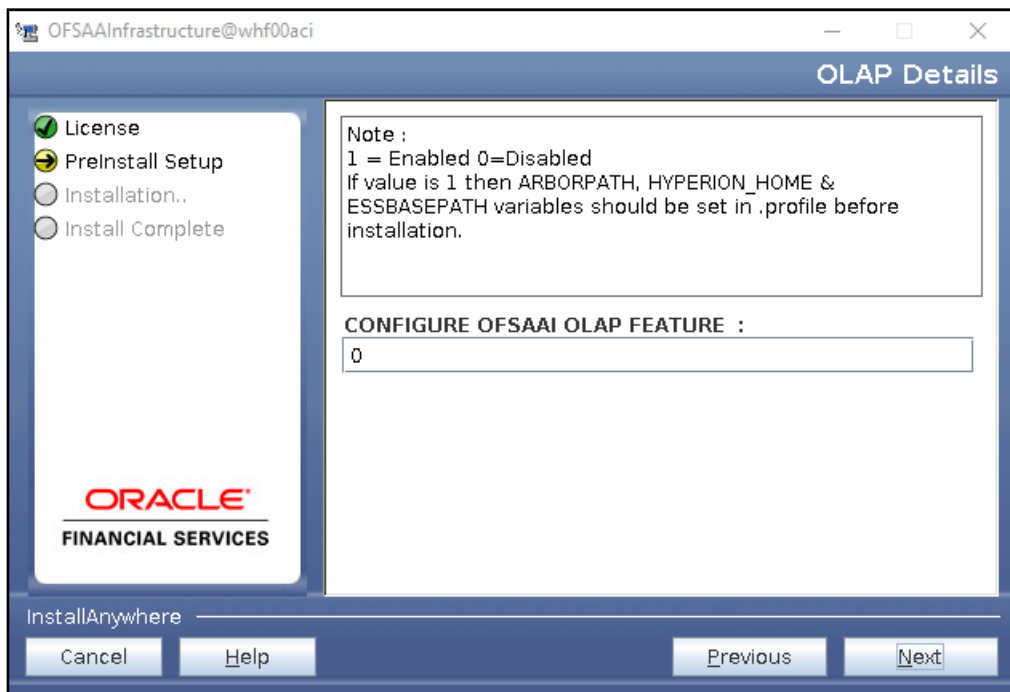 OFSAAInfrastructure@whf00aci
OLAP Details
License
PreInstall Setup
Installation..
Install Complete
Note :
1 = Enabled 0=Disabled
If value is 1 then ARBORPATH, HYPERION_HOME &
ESSBASEPATH variables should be set in .profile before
installation.
CONFIGURE OFSAAI OLAP FEATURE :
0
ORACLE
FINANCIAL SERVICES
InstallAnywhere
Cancel Help Previous Next